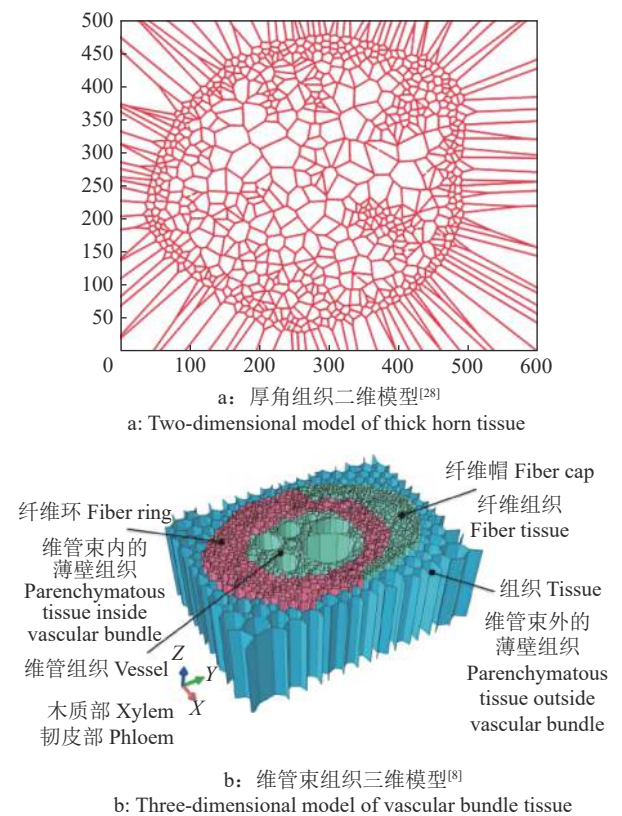 500
450
400
350
300
250
200
150
100
50
0 100 200 300 400 500 600
a：厚角组织二维模型[28]
a: Two-dimensional model of thick horn tissue
纤维帽 Fiber cap
纤维环 Fiber ring
纤维组织
Fiber tissue
维管束内的
薄壁组织
Parenchymatous
tissue inside
vascular bundle
组织 Tissue
维管束外的
薄壁组织
Parenchymatous
tissue outside
vascular bundle
维管组织 Vessel
Z
Y
X
木质部 Xylem
韧皮部 Phloem
b：维管束组织三维模型[8]
b: Three-dimensional model of vascular bundle tissue